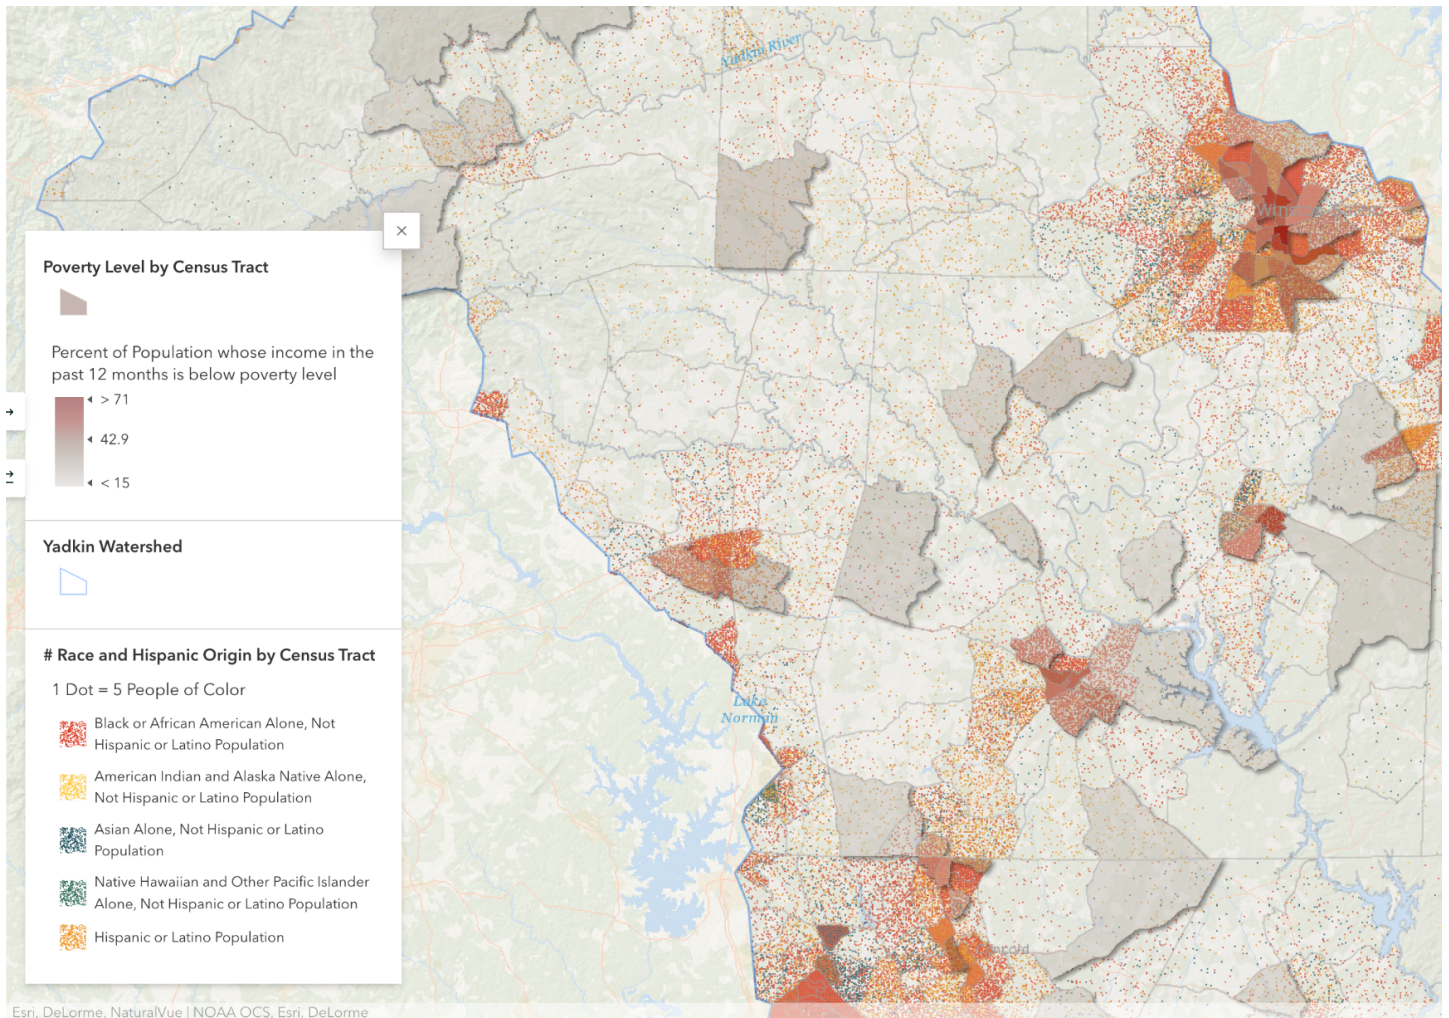 Yadkin River
×
Poverty Level by Census Tract
Percent of Population whose income in the
past 12 months is below poverty level
> 71
42.9
< 15
Yadkin Watershed
# Race and Hispanic Origin by Census Tract
1 Dot = 5 People of Color
Black or African American Alone, Not
Hispanic or Latino Population
American Indian and Alaska Native Alone,
Not Hispanic or Latino Population
Asian Alone, Not Hispanic or Latino
Population
Native Hawaiian and Other Pacific Islander
Alone, Not Hispanic or Latino Population
Hispanic or Latino Population
Lake
Norman
Esri, DeLorme, NaturalVue | NOAA OCS, Esri, DeLorme